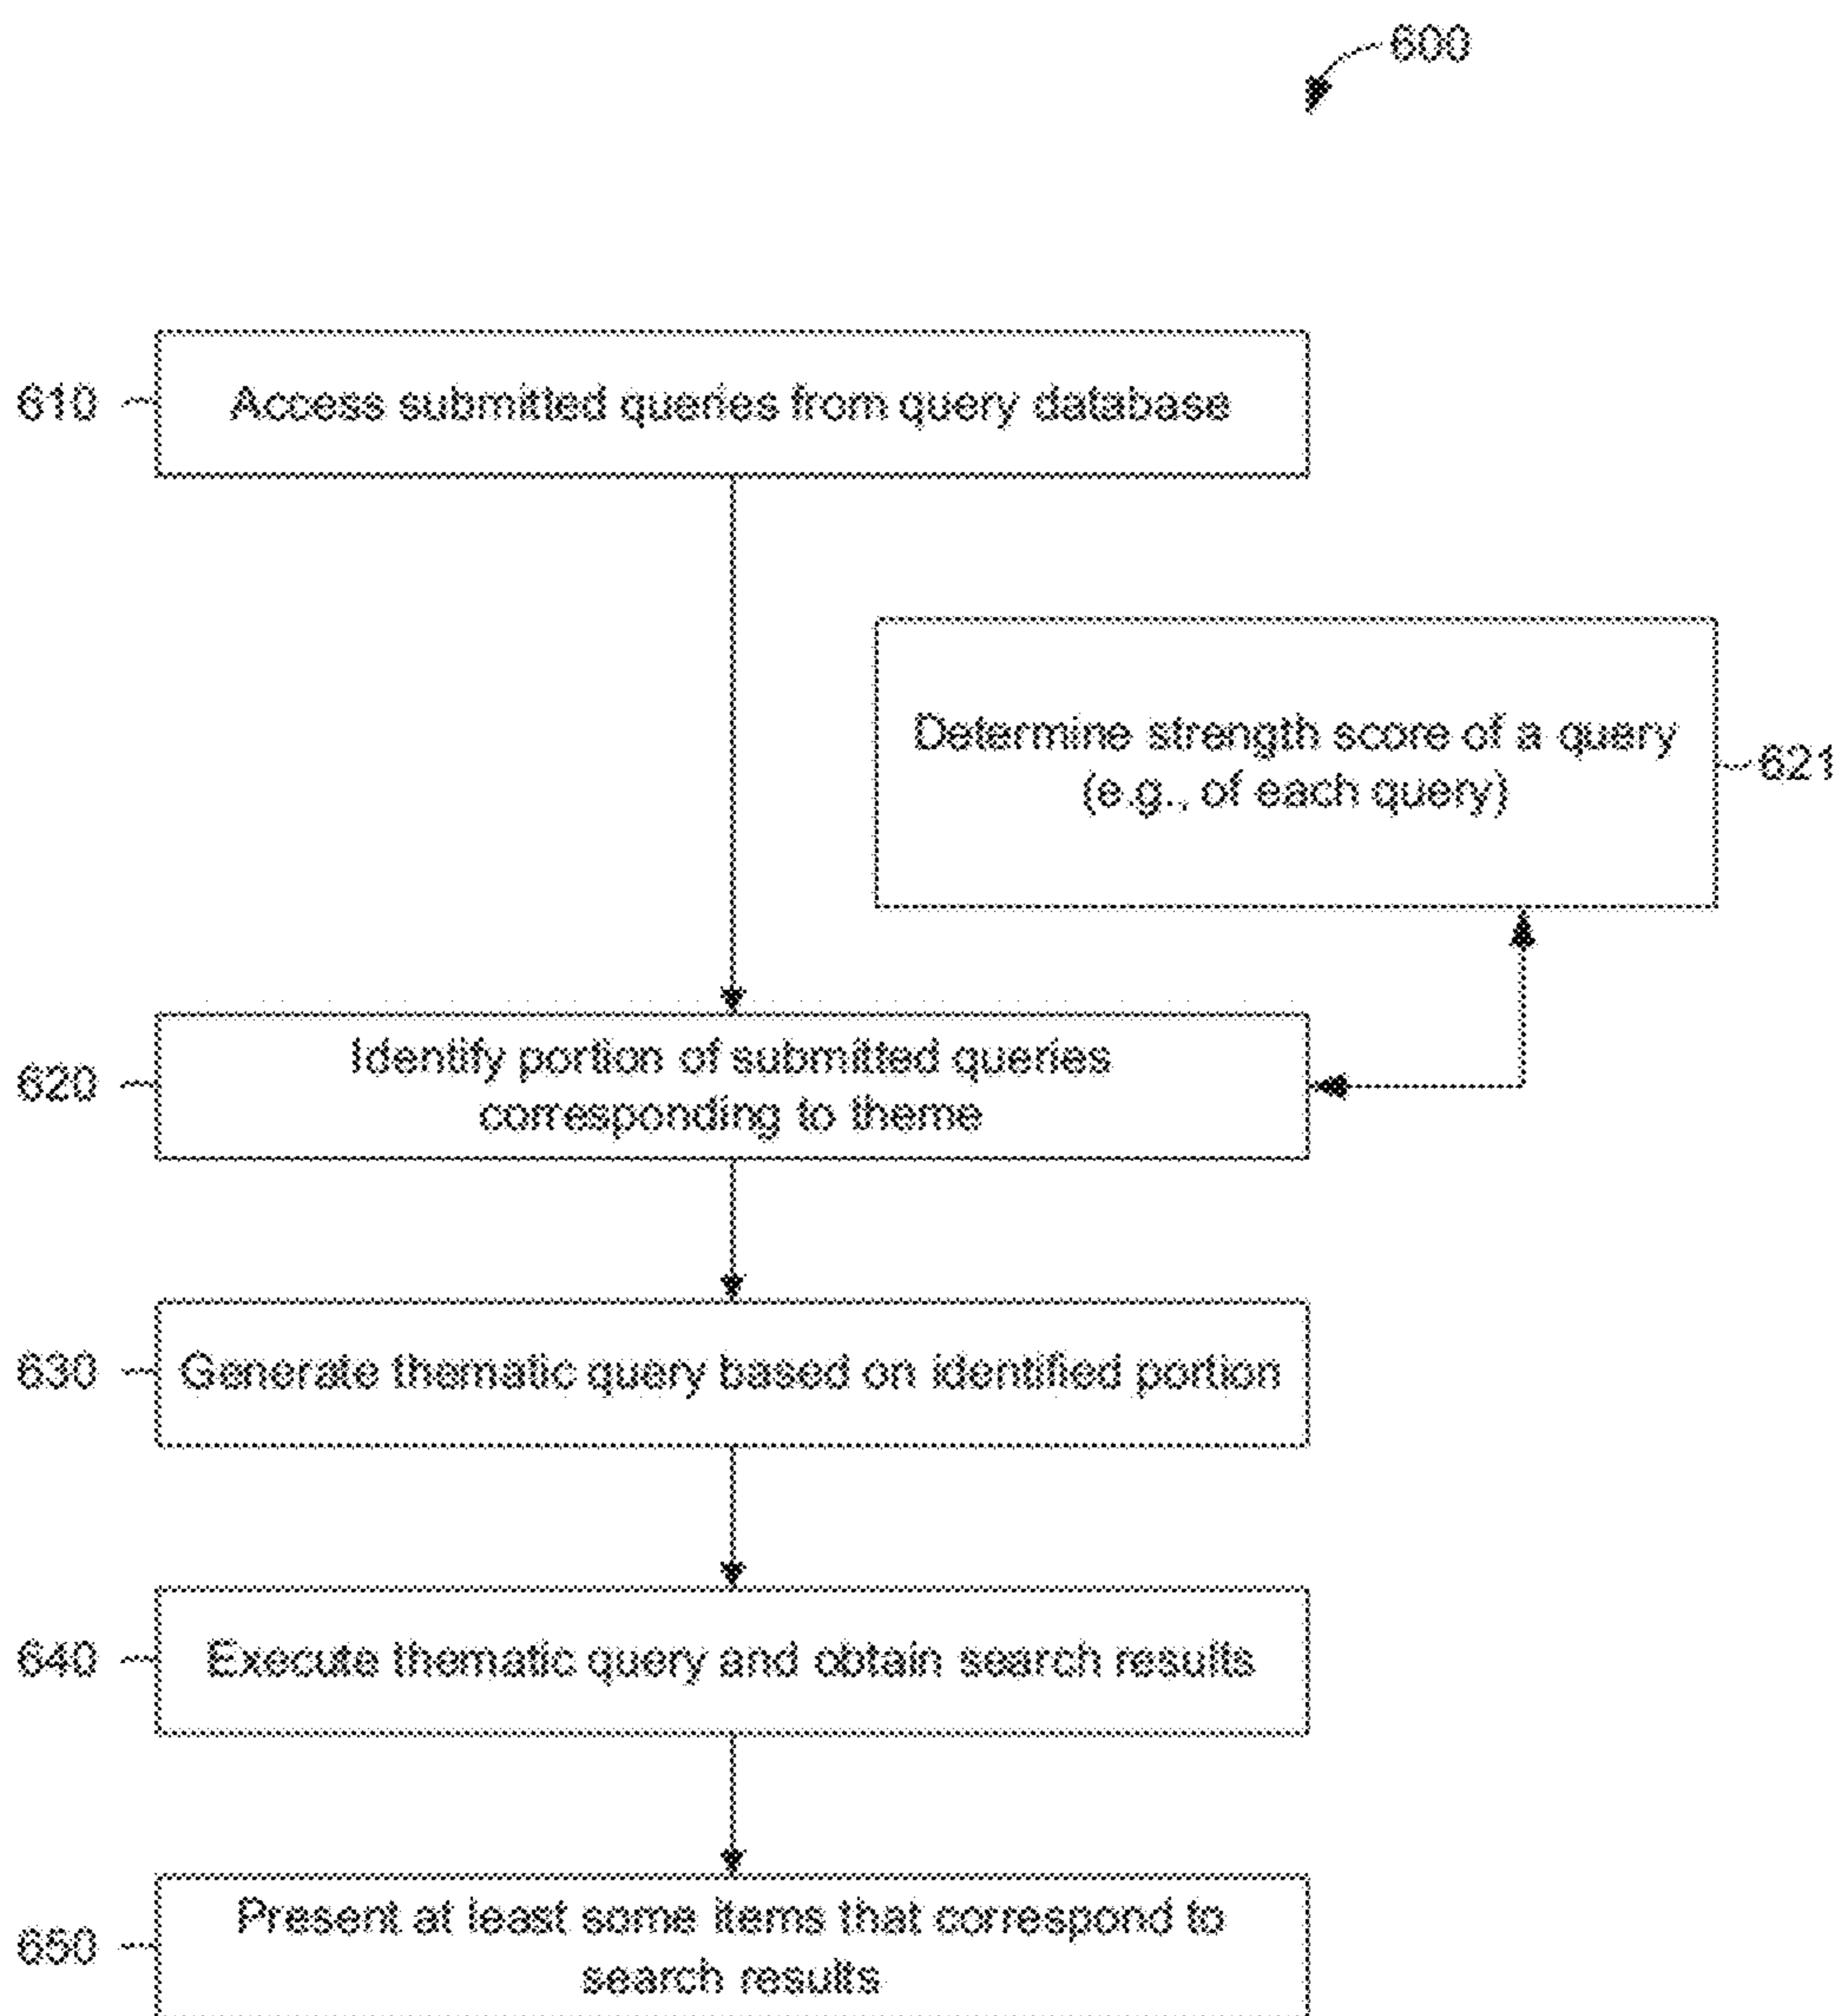 600
610
Access submitted queries from query database
Determine strength score of a query
(e.g., of each query)
621
620
Identify portion of submitted queries
corresponding to theme
630
Generate thematic query based on identified portion
640
Execute thematic query and obtain search results
650
Present at least some items that correspond to
search results